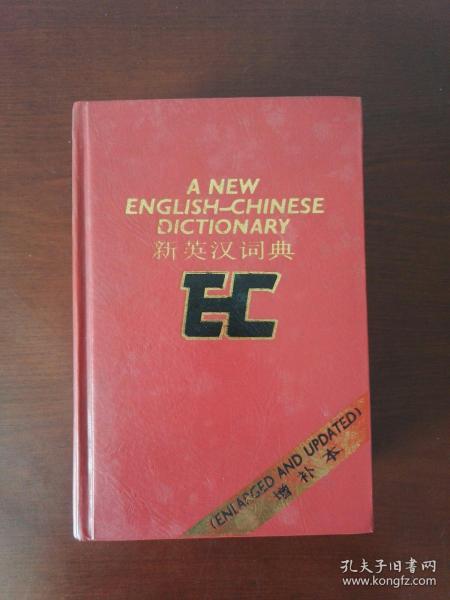 A NEW
ENGLISH–CHINESE
DICTIONARY
新英汉词典
EC
(ENLARGED AND UPDATED)
增补本
孔夫子旧书网
www.kongfz.com